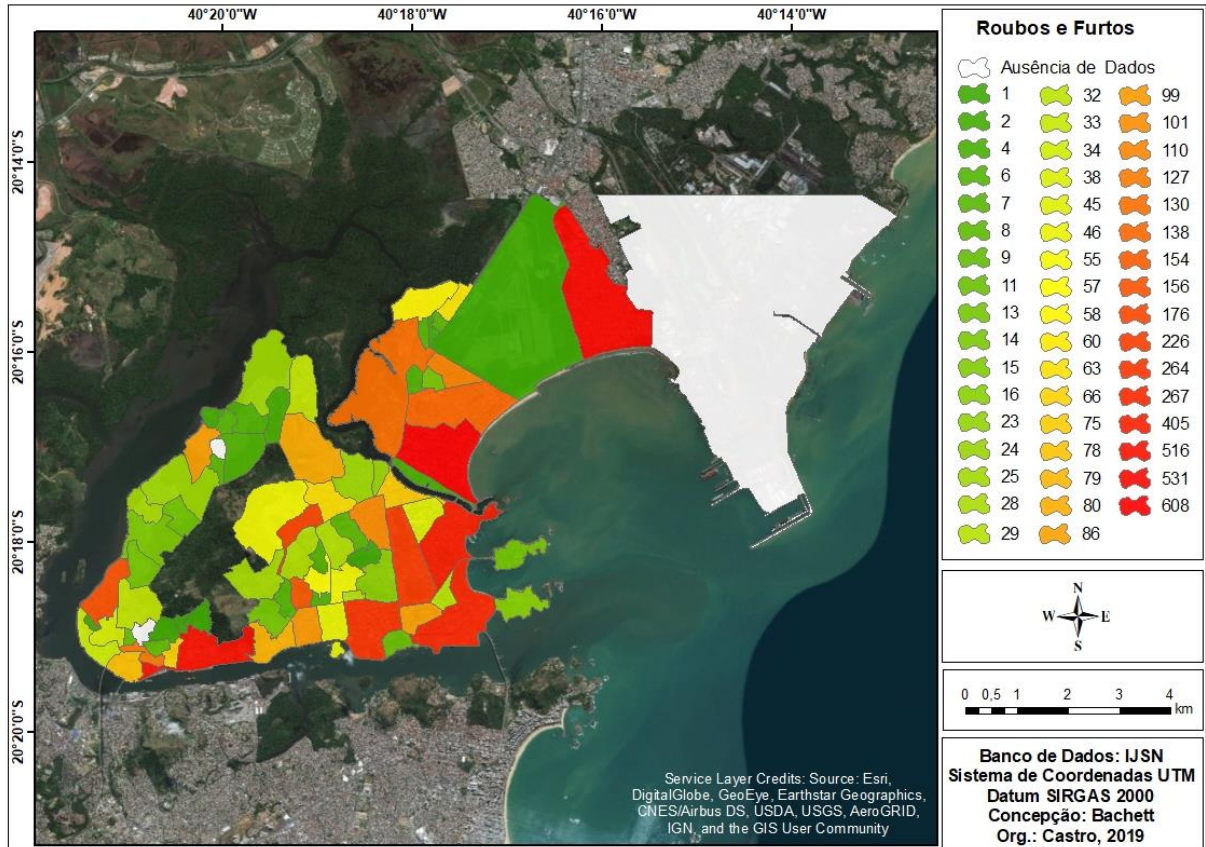 40°20'0"W
40°18'0"W
40°16'0"W
40°14'0"W
20°14'0"S
20°16'0"S
20°18'0"S
20°20'0"S
Service Layer Credits: Source: Esri,
DigitalGlobe, GeoEye, Earthstar Geographics,
CNES/Airbus DS, USDA, USGS, AeroGRID,
IGN, and the GIS User Community
Roubos e Furtos
Ausência de Dados
1
2
4
6
7
8
9
11
13
14
15
16
23
24
25
28
29
32
33
34
38
45
46
55
57
58
60
63
66
75
78
79
80
86
99
101
110
127
130
138
154
156
176
226
264
267
405
516
531
608
N
W E
S
0 0,5 1 2 3 4
km
Banco de Dados: IJSN
Sistema de Coordenadas UTM
Datum SIRGAS 2000
Concepção: Bachett
Org.: Castro, 2019